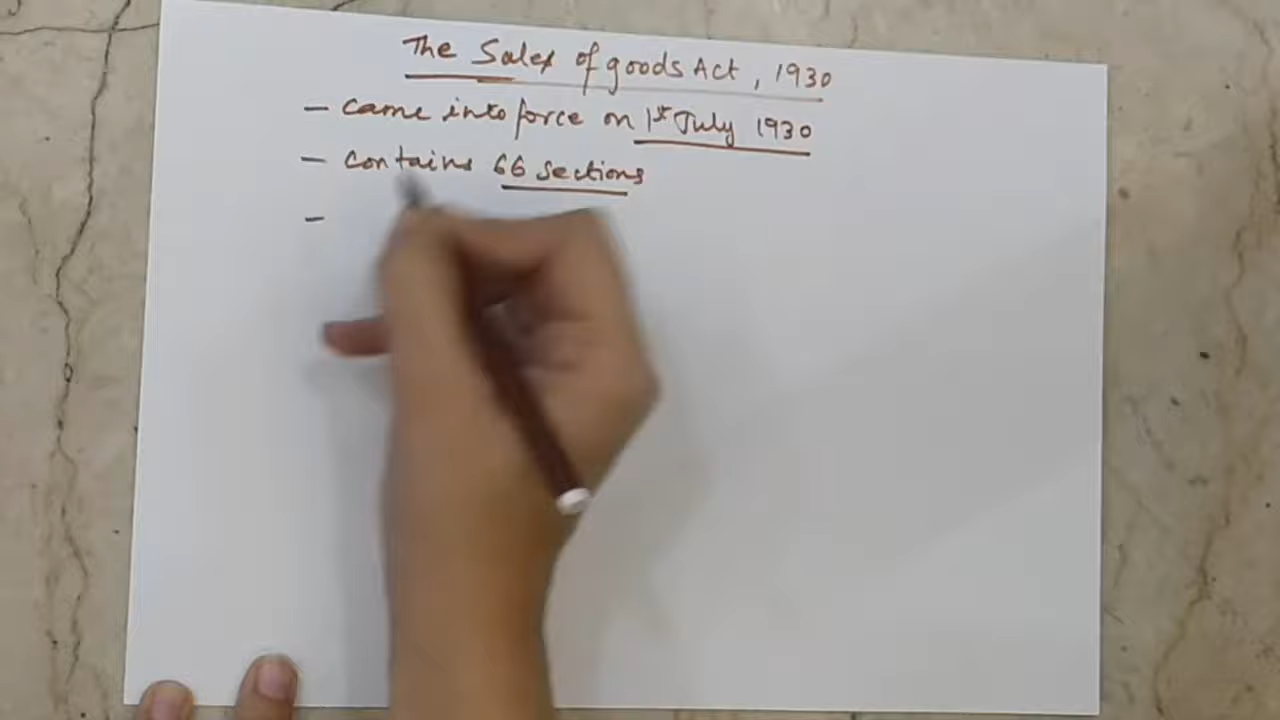 The Sales of goods Act, 1930
- came into force on 1st July 1930
- contains 66 sections
-